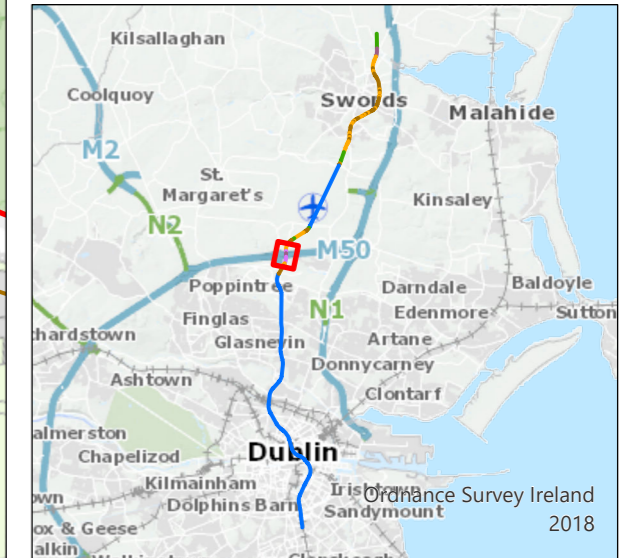 Kilsallaghan
Coolquoy
Swords
Malahide
M2
St.
Margaret's
Kinsaley
N2
M50
Poppintree
Darndale
Baldoyle
N1
Edenmore
Sutton
Finglas
chardstown
Glasnevin
Artane
Donnycarney
Ashtown
Clontarf
almerston
Dublin
Chapelizod
Kilmainham
Irishtown
Ordnance Survey Ireland
own
Dolphins Barn
Sandymount
2018
ox & Geese
alkin